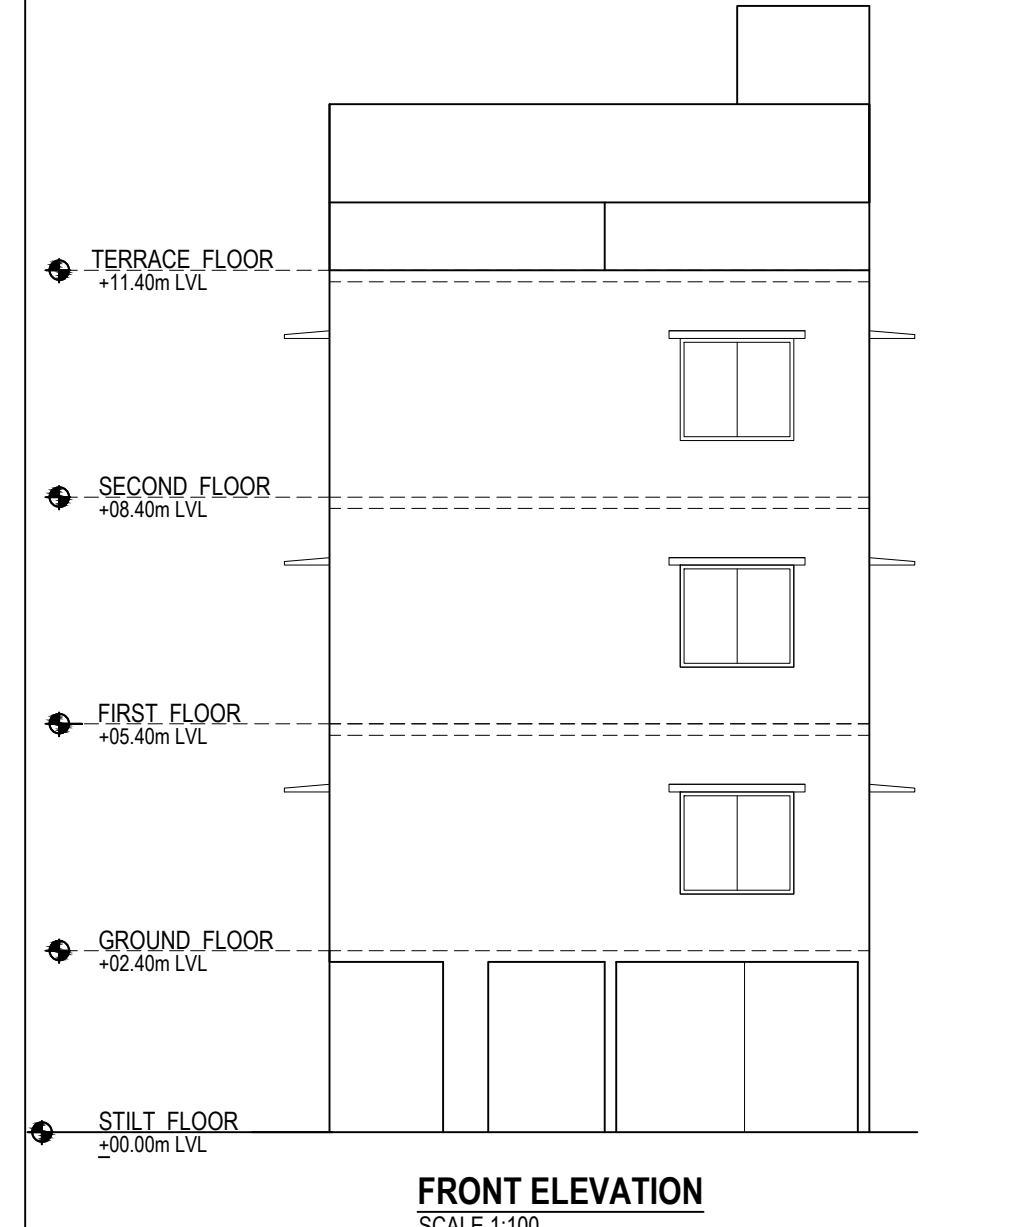 TERRACE FLOOR
+11.40m LVL
SECOND FLOOR
+08.40m LVL
FIRST FLOOR
+05.40m LVL
GROUND FLOOR
+02.40m LVL
STILT FLOOR
+00.00m LVL
FRONT ELEVATION
SCALE 1:100